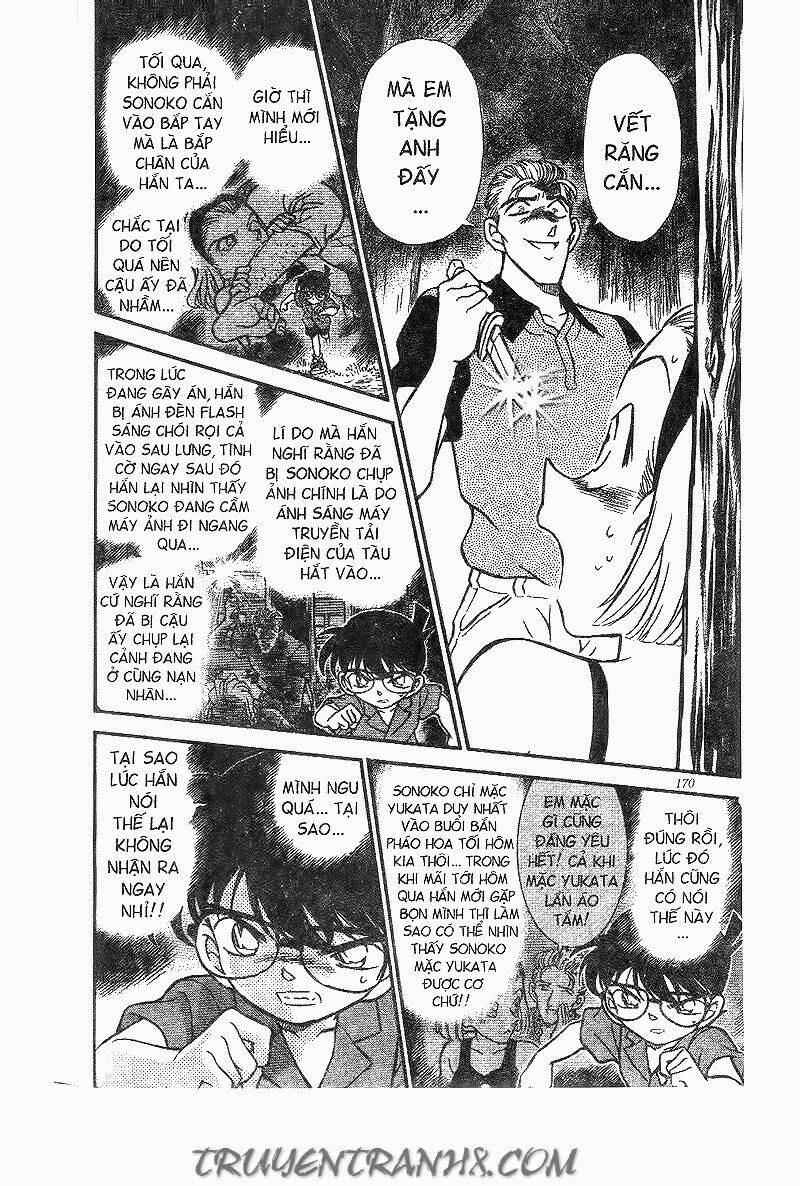 VẾT
RĂNG
CẮN...
MÀ EM
TẶNG
ANH
ĐẤY
...
GIỜ THÌ
MÌNH MỚI
HIỂU...
TỐI QUA,
KHÔNG PHẢI
SONOKO CẮN
VÀO BẮP TAY
MÀ LÀ BẮP
CHÂN CỦA
HẮN TA...
CHẮC TẠI
DO TỐI
QUÁ NÊN
CẬU ẤY ĐÃ
NHẦM...
LÍ DO MÀ HẮN
NGHĨ RẰNG ĐÃ
BỊ SONOKO CHỤP
ẢNH CHÍNH LÀ DO
ÁNH SÁNG MÁY
TRUYỀN TẢI
ĐIỆN CỦA TÀU
HẮT VÀO...
TRONG LÚC
ĐANG GÂY ÁN, HẮN
BỊ ÁNH ĐÈN FLASH
SÁNG CHÓI RỌI CẢ
VÀO SAU LƯNG, TÌNH
CỜ NGAY SAU ĐÓ
HẮN LẠI NHÌN THẤY
SONOKO ĐANG CẦM
MÁY ẢNH ĐI NGANG
QUA...
VẬY LÀ HẮN
CỨ NGHĨ RẰNG
ĐÃ BỊ CẬU
ẤY CHỤP LẠI
CẢNH ĐANG
Ở CÙNG NẠN
NHÂN...
170
THÔI
ĐÚNG RỒI,
LÚC ĐÓ
HẮN CŨNG
CÓ NÓI
THẾ NÀY
...
EM MẶC
GÌ CŨNG
ĐÁNG YÊU
HẾT! CẢ KHI
MẶC YUKATA
LẪN ÁO
TẮM!
SONOKO CHỈ MẶC
YUKATA DUY NHẤT
VÀO BUỔI BẮN
PHÁO HOA TỐI HÔM
KIA THÔI... TRONG
KHI MÃI TỚI HÔM
QUA HẮN MỚI GẶP
BỌN MÌNH THÌ LÀM
SAO CÓ THỂ NHÌN
THẤY SONOKO
MẶC YUKATA
ĐƯỢC CƠ
CHỨ!!
MÌNH NGU
QUÁ... TẠI
SAO...
TẠI SAO
LÚC HẮN
NÓI
THẾ LẠI
KHÔNG
NHẬN RA
NGAY
NHỈ!!
TRUYENTRANH8.COM